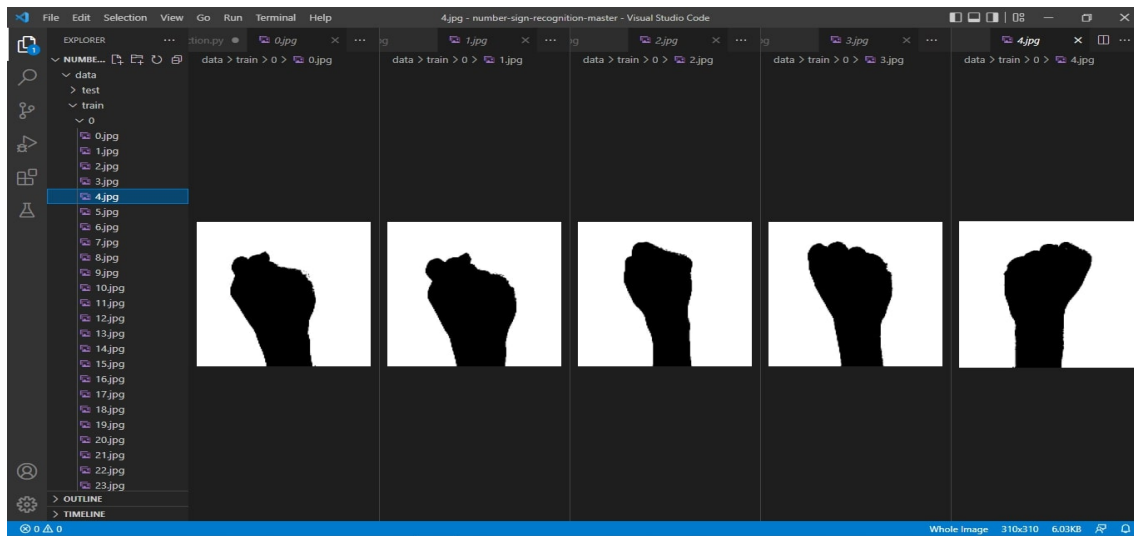 File Edit Selection View Go Run Terminal Help
4.jpg - number-sign-recognition-master - Visual Studio Code
EXPLORER
NUMBE...
data
test
train
0
0.jpg
1.jpg
2.jpg
3.jpg
4.jpg
5.jpg
6.jpg
7.jpg
8.jpg
9.jpg
10.jpg
11.jpg
12.jpg
13.jpg
14.jpg
15.jpg
16.jpg
17.jpg
18.jpg
19.jpg
20.jpg
21.jpg
22.jpg
23.jpg
OUTLINE
TIMELINE
tion.py 0.jpg
data > train > 0 > 0.jpg
1.jpg
data > train > 0 > 1.jpg
2.jpg
data > train > 0 > 2.jpg
3.jpg
data > train > 0 > 3.jpg
4.jpg
data > train > 0 > 4.jpg
1
0 0
Whole Image 310x310 6.03KB